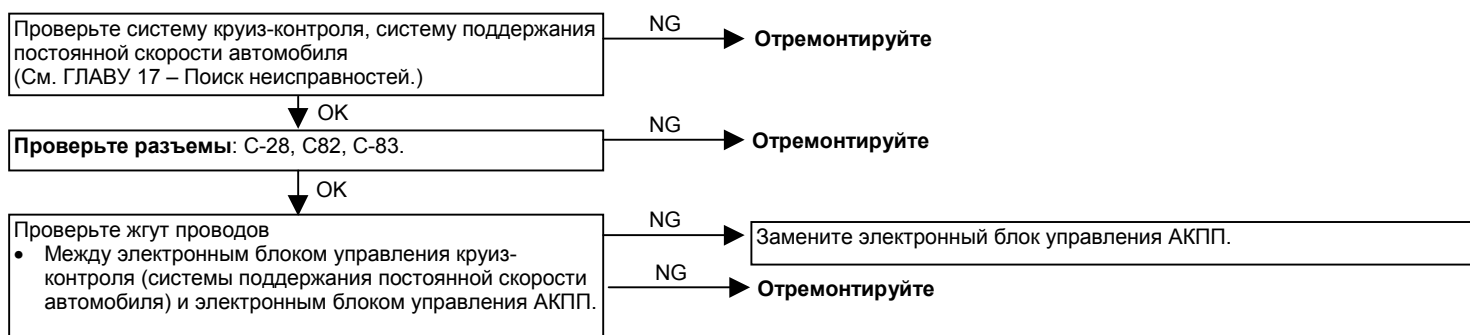 Проверьте систему круиз-контроля, систему поддержания
постоянной скорости автомобиля
(См. ГЛАВУ 17 – Поиск неисправностей.)
NG
Отремонтируйте
OK
Проверьте разъемы: C-28, C82, C-83.
NG
Отремонтируйте
OK
Проверьте жгут проводов
• Между электронным блоком управления круиз-
контроля (системы поддержания постоянной скорости
автомобиля) и электронным блоком управления АКПП.
NG
Замените электронный блок управления АКПП.
NG
Отремонтируйте